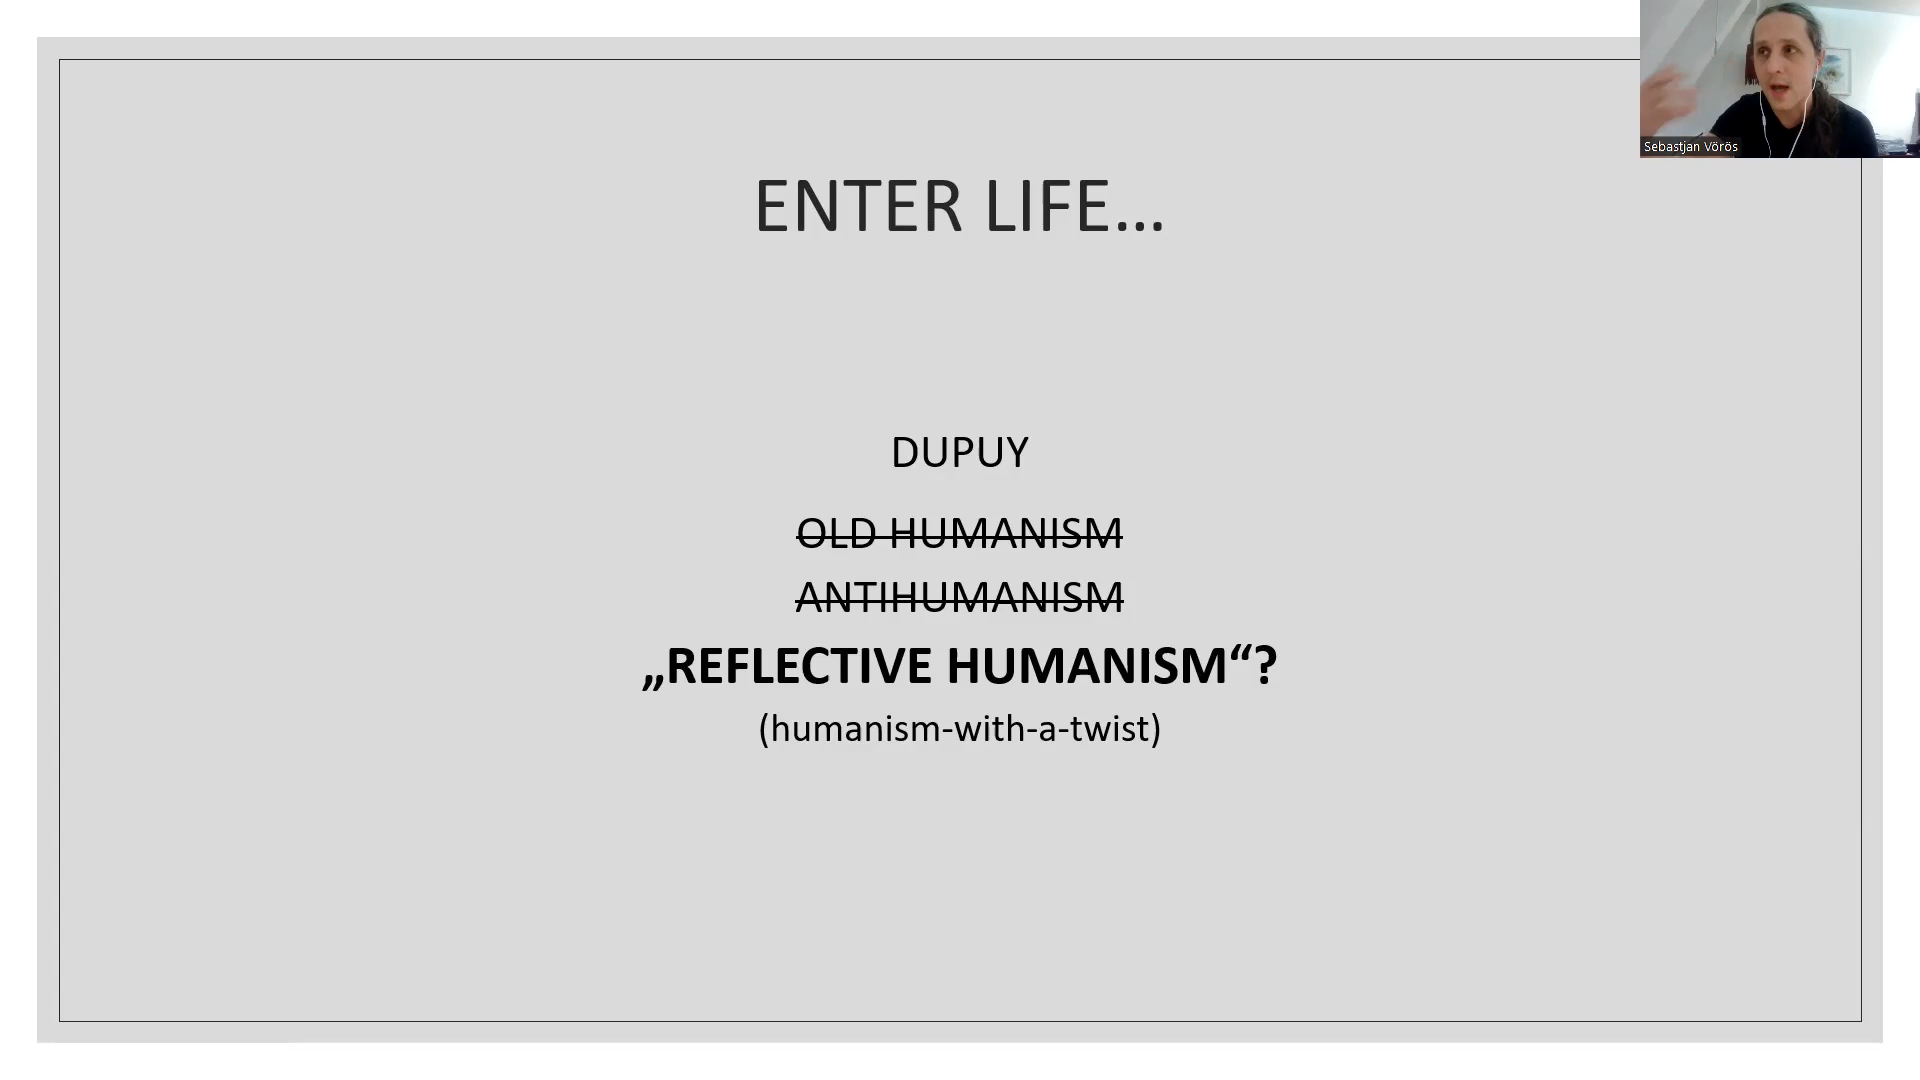 Sebastjan Vörös
ENTER LIFE...
DUPUY
OLD HUMANISM
ANTIHUMANISM
„REFLECTIVE HUMANISM“?
(humanism-with-a-twist)